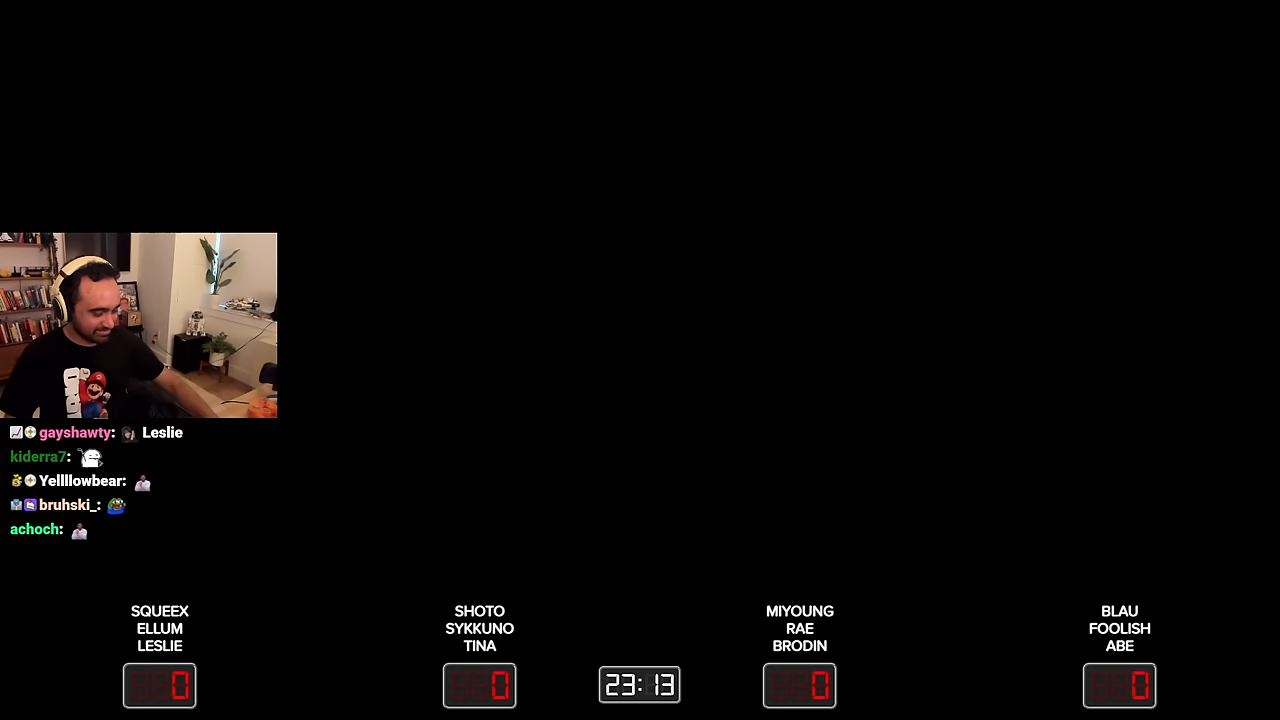 gayshawty: Leslie
kiderra7:
Yellllowbear:
bruhski_:
achoch:
SQUEEX
ELLUM
LESLIE
0
SHOTO
SYKKUNO
TINA
0
23:13
MIYOUNG
RAE
BRODIN
0
BLAU
FOOLISH
ABE
0